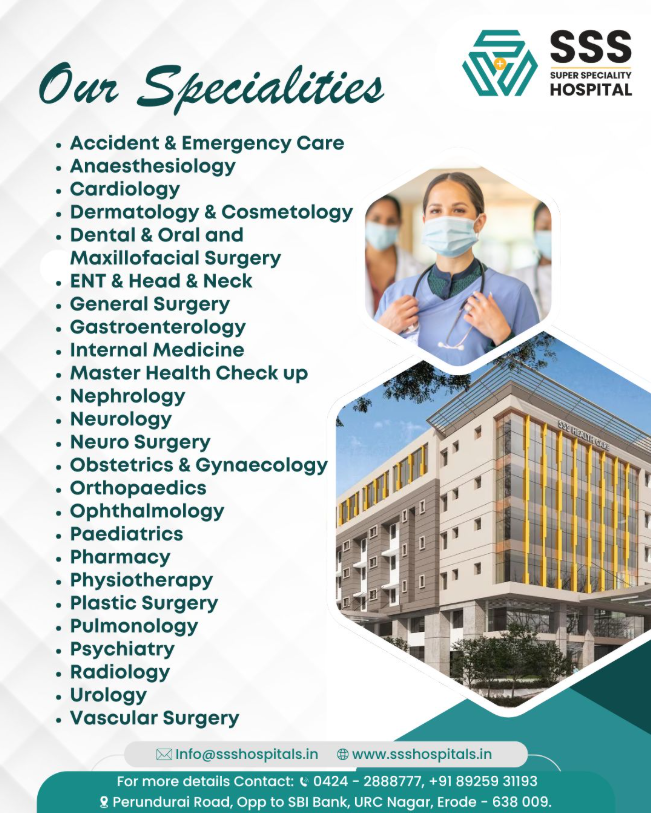 SSS
SUPER SPECIALITY
HOSPITAL
Our Specialities
• Accident & Emergency Care
• Anaesthesiology
• Cardiology
• Dermatology & Cosmetology
• Dental & Oral and
Maxillofacial Surgery
• ENT & Head & Neck
• General Surgery
• Gastroenterology
• Internal Medicine
• Master Health Check up
• Nephrology
• Neurology
• Neuro Surgery
• Obstetrics & Gynaecology
• Orthopaedics
• Ophthalmology
• Paediatrics
• Pharmacy
• Physiotherapy
• Plastic Surgery
• Pulmonology
• Psychiatry
• Radiology
• Urology
• Vascular Surgery
SSS HEALTH CARE
Info@ssshospitals.in www.ssshospitals.in
For more details Contact: 0424 - 2888777, +91 89259 31193
Perundurai Road, Opp to SBI Bank, URC Nagar, Erode - 638 009.